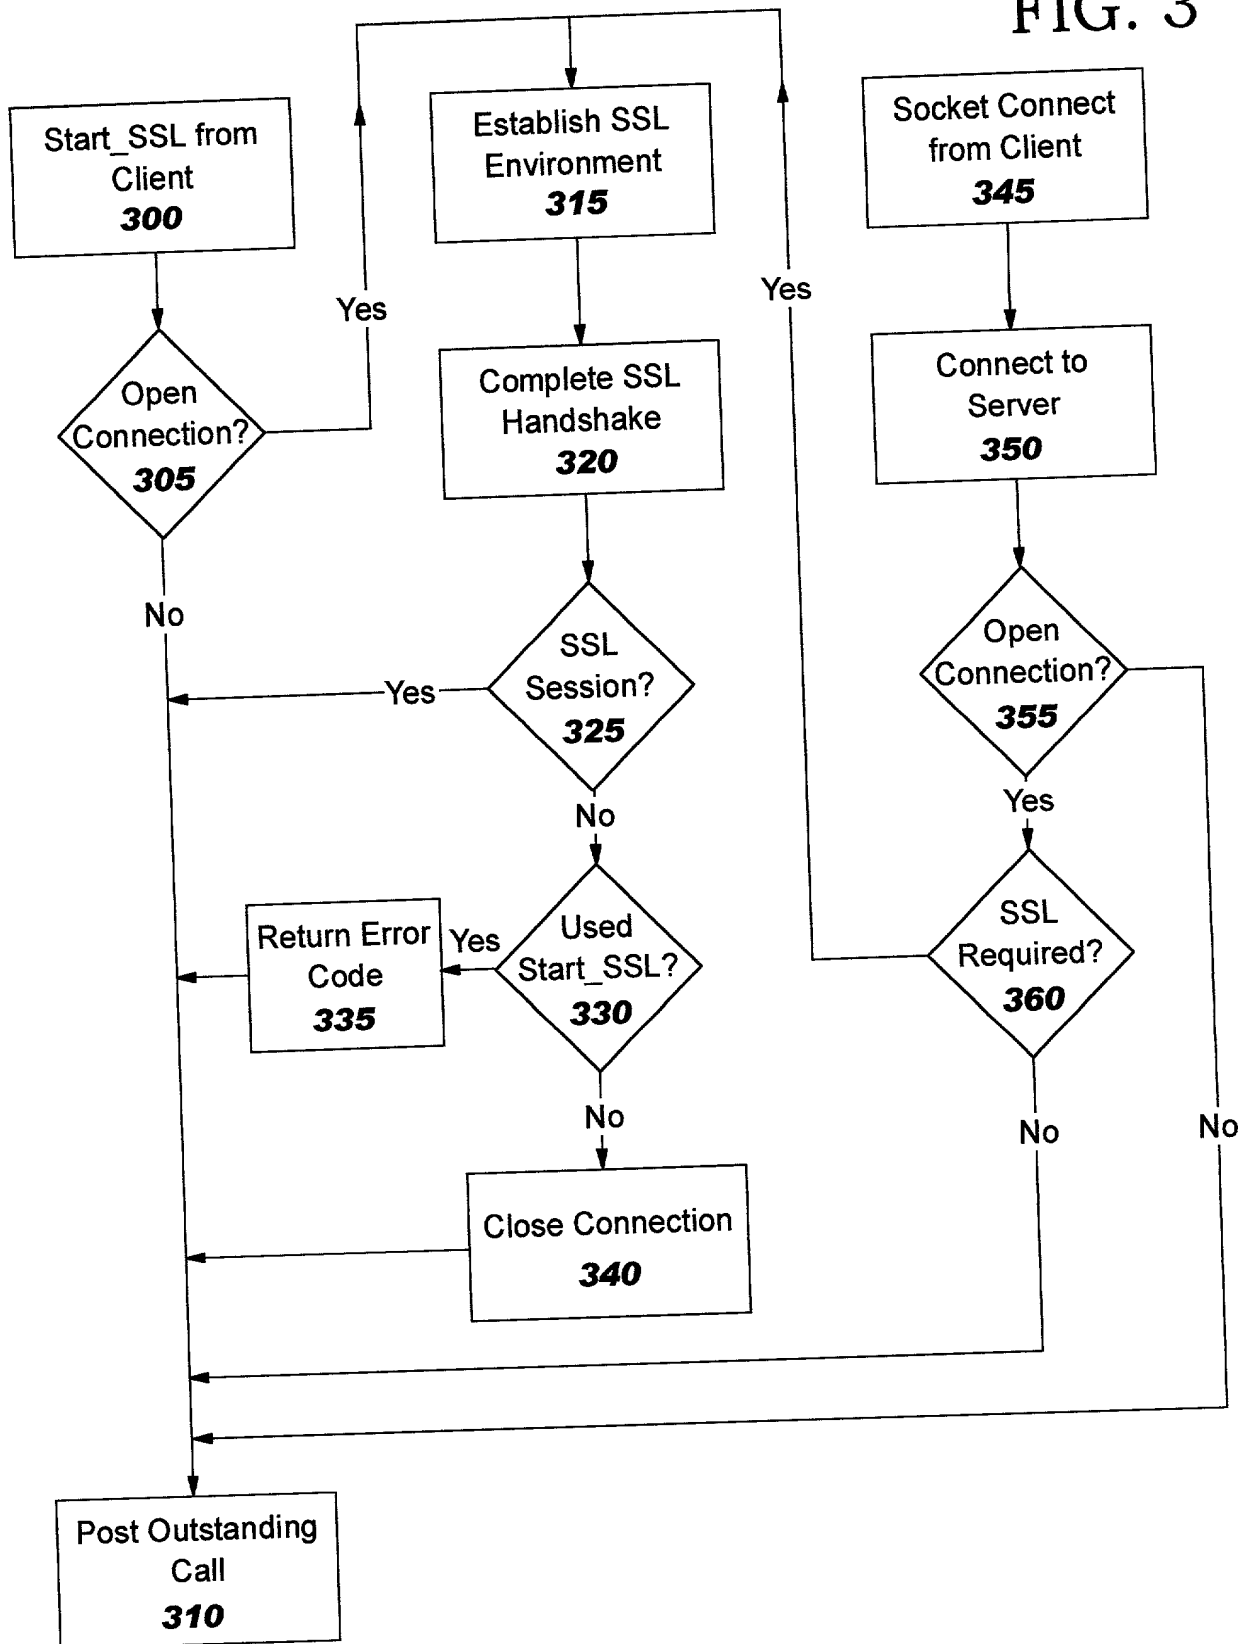 FIG. 3
Start_SSL from
Client
300
Establish SSL
Environment
315
Socket Connect
from Client
345
Yes
Yes
Open
Connection?
305
Complete SSL
Handshake
320
Connect to
Server
350
No
SSL
Session?
325
Yes
Open
Connection?
355
No
Yes
Return Error
Code
335
Yes
Used
Start_SSL?
330
SSL
Required?
360
No
No
No
Close Connection
340
Post Outstanding
Call
310